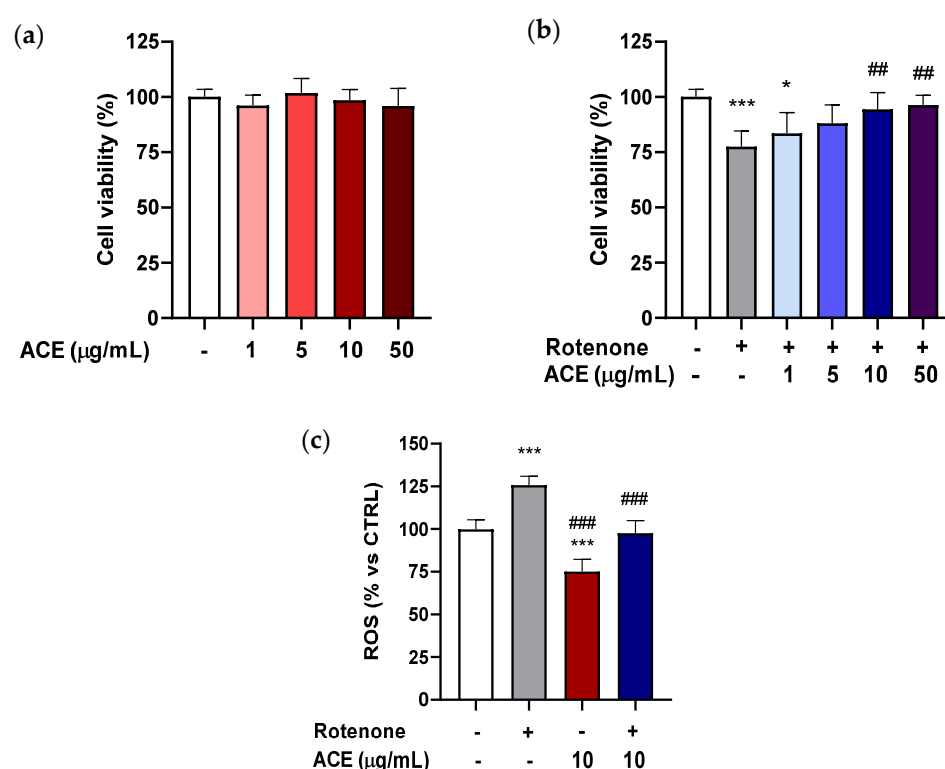 (a)
125
100
75
50
25
0
Cell viability (%)
ACE (μg/mL) - 1 5 10 50
(b)
125
100
75
50
25
0
Cell viability (%)
*** * ## ##
Rotenone - + + + + +
ACE (μg/mL) - - 1 5 10 50
(c)
150
125
100
75
50
25
0
ROS (% vs CTRL)
***
### ###
***
Rotenone - + - +
ACE (μg/mL) - - 10 10